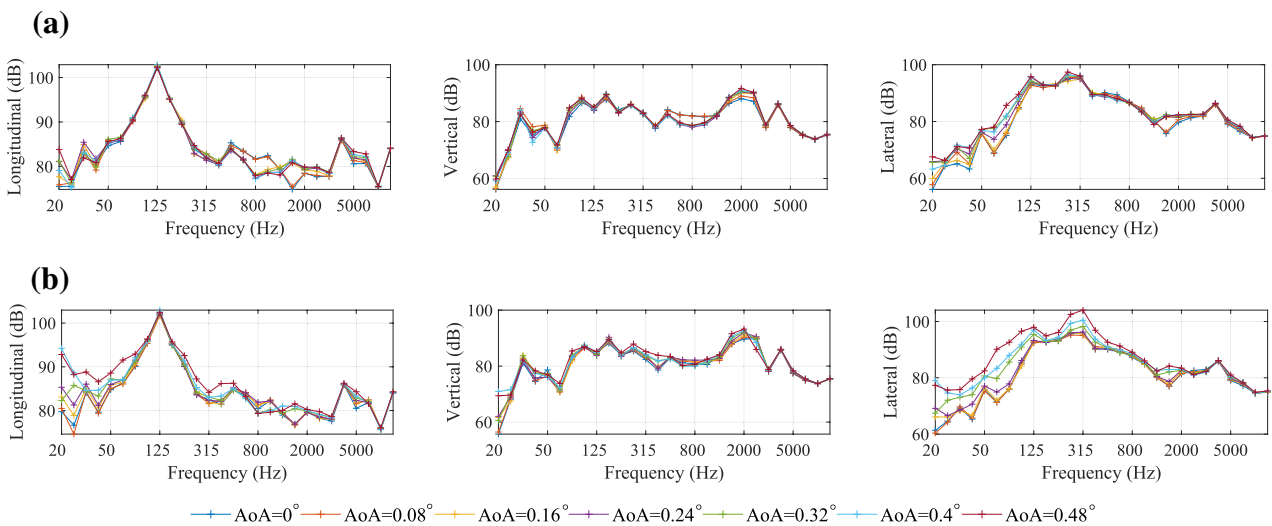 (a)
Longitudinal (dB)
100
90
80
20 50 125 315 800 2000 5000
Frequency (Hz)
Vertical (dB)
100
80
60
20 50 125 315 800 2000 5000
Frequency (Hz)
Lateral (dB)
100
80
60
20 50 125 315 800 2000 5000
Frequency (Hz)
(b)
Longitudinal (dB)
100
90
80
20 50 125 315 800 2000 5000
Frequency (Hz)
Vertical (dB)
100
80
60
20 50 125 315 800 2000 5000
Frequency (Hz)
Lateral (dB)
100
90
80
70
60
20 50 125 315 800 2000 5000
Frequency (Hz)
AoA=0° AoA=0.08° AoA=0.16° AoA=0.24° AoA=0.32° AoA=0.4° AoA=0.48°